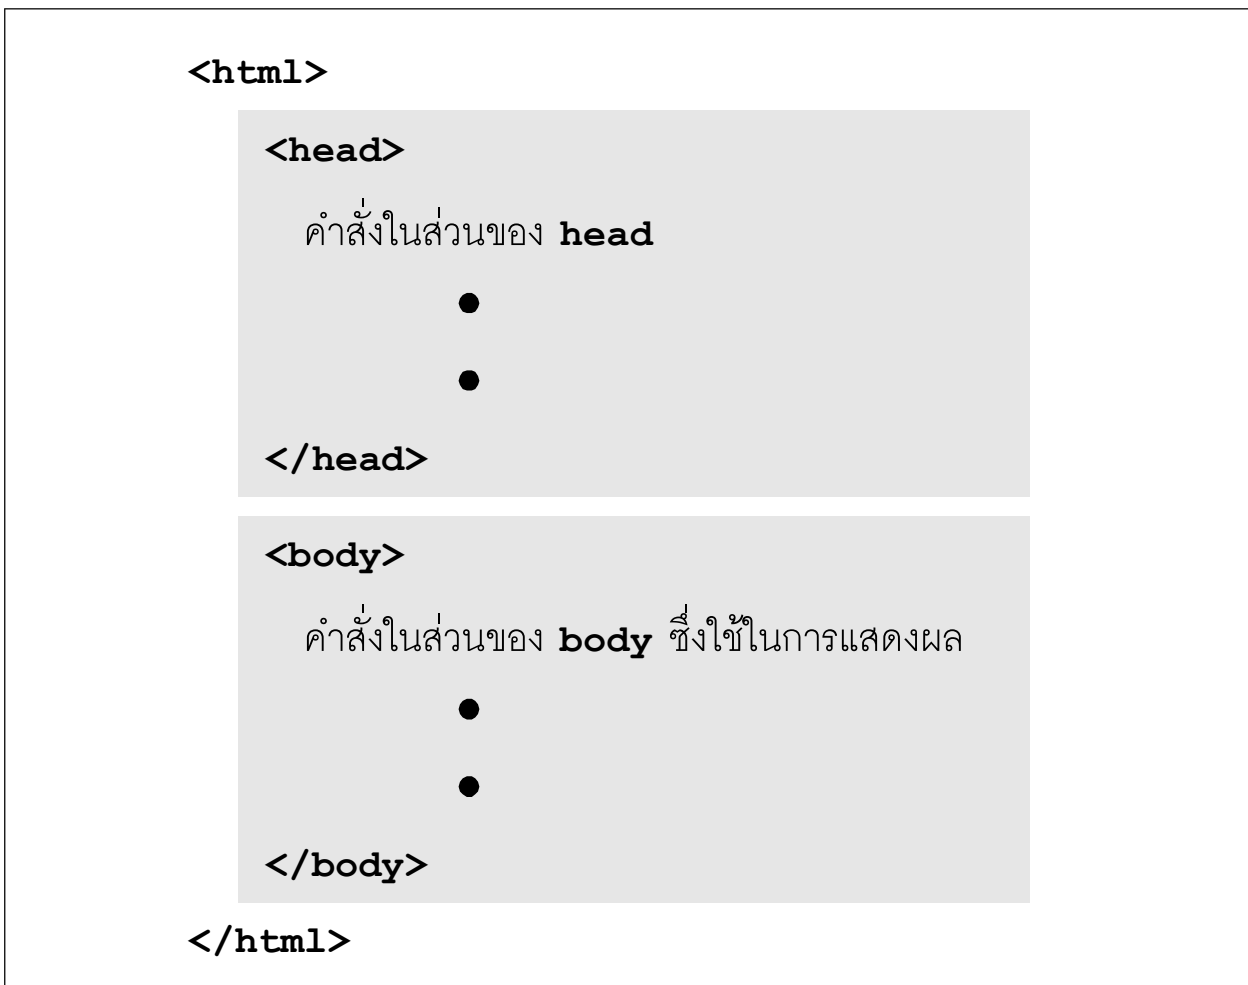 <html>
<head>
คำสั่งในส่วนของ head
●
●
</head>
<body>
คำสั่งในส่วนของ body ซึ่งใช้ในการแสดงผล
●
●
</body>
</html>